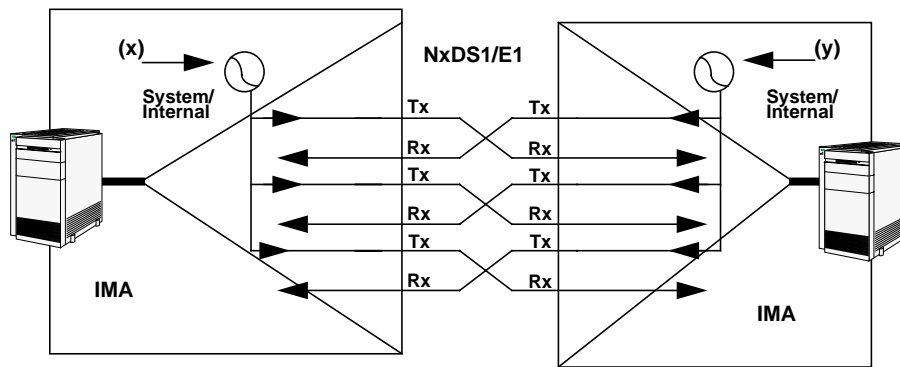 (x)
NxDS1/E1
(y)
System/
Internal
System/
Internal
Tx
Tx
Rx
Rx
Tx
Tx
Rx
Rx
Tx
Tx
Rx
Rx
IMA
IMA